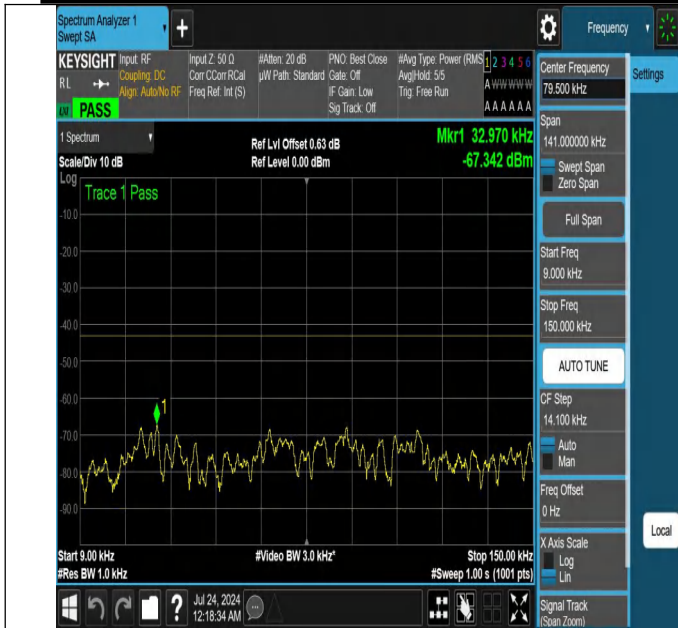 Spectrum Analyzer 1
Swept SA
+
Frequency
KEYSIGHT
RL
LXI
PASS
Input: RF
Coupling: DC
Align: Auto/No RF
Input Z: 50 Ω
Corr CCorr RCal
Freq Ref: Int (S)
#Atten: 20 dB
µW Path: Standard
PNO: Best Close
Gate: Off
IF Gain: Low
Sig Track: Off
#Avg Type: Power (RMS
Avg|Hold: 5/5
Trig: Free Run
1 2 3 4 5 6
A W W W W W
A A A A A A
1 Spectrum
Scale/Div 10 dB
Ref Lvl Offset 0.63 dB
Ref Level 0.00 dBm
Mkr1 32.970 kHz
-67.342 dBm
Log
Trace 1 Pass
-10.0
-20.0
-30.0
-40.0
-50.0
-60.0
1
-70.0
-80.0
-90.0
Start 9.00 kHz
#Video BW 3.0 kHz*
Stop 150.00 kHz
#Res BW 1.0 kHz
#Sweep 1.00 s (1001 pts)
?
Jul 24, 2024
12:18:34 AM
Center Frequency
79.500 kHz
Settings
Span
141.000000 kHz
Swept Span
Zero Span
Full Span
Start Freq
9.000 kHz
Stop Freq
150.000 kHz
AUTO TUNE
CF Step
14.100 kHz
Auto
Man
Freq Offset
0 Hz
Local
X Axis Scale
Log
Lin
Signal Track
(Span Zoom)